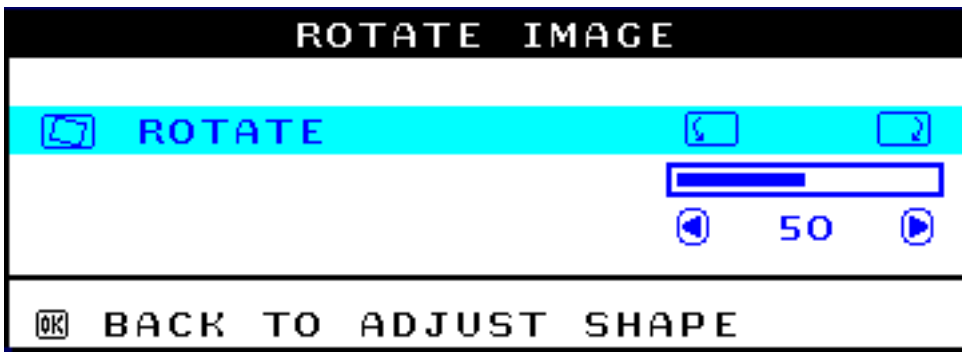 ROTATE IMAGE
ROTATE
50
OK BACK TO ADJUST SHAPE